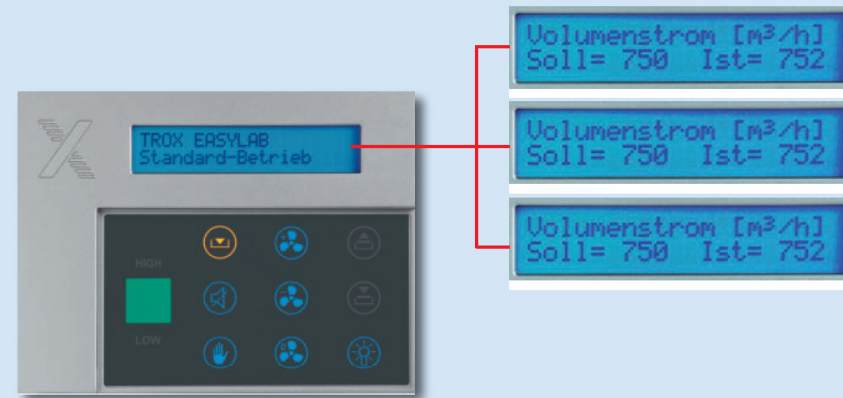 TROX EASYLAB
Standard-Betrieb
HIGH
LOW
Volumenstrom [m³/h]
Soll= 750 Ist= 752
Volumenstrom [m³/h]
Soll= 750 Ist= 752
Volumenstrom [m³/h]
Soll= 750 Ist= 752